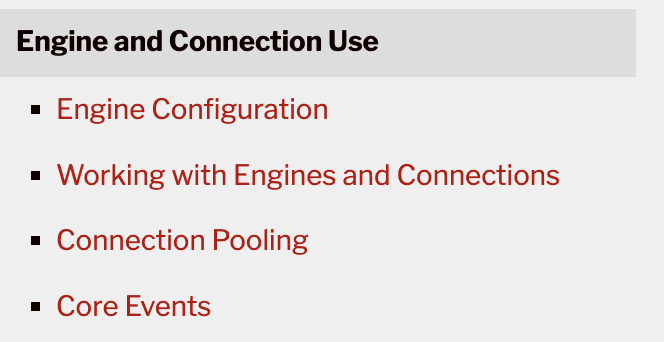 Engine and Connection Use
Engine Configuration
Working with Engines and Connections
Connection Pooling
Core Events